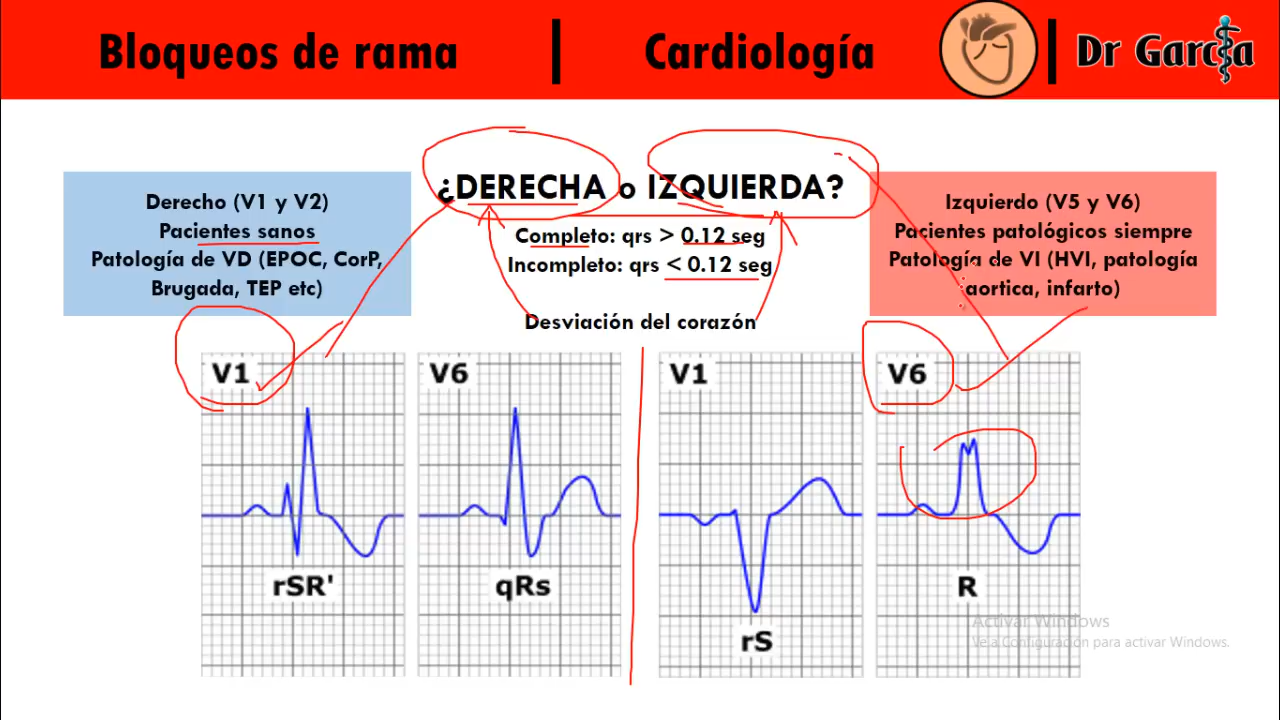 Bloqueos de rama | Cardiología | Dr García
¿DERECHA o IZQUIERDA?
Derecho (V1 y V2)
Pacientes sanos
Patología de VD (EPOC, CorP,
Brugada, TEP etc)
Completo: qrs > 0.12 seg
Incompleto: qrs < 0.12 seg
Desviación del corazón
Izquierdo (V5 y V6)
Pacientes patológicos siempre
Patología de VI (HVI, patología
aortica, infarto)
V1
rSR'
V6
qRs
V1
rS
V6
R
Activar Windows
Ve a Configuración para activar Windows.